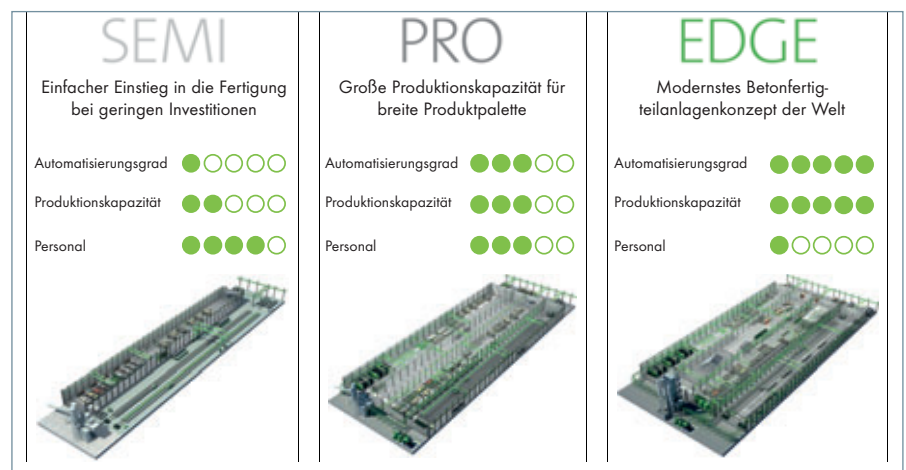 SEMI
Einfacher Einstieg in die Fertigung
bei geringen Investitionen
Automatisierungsgrad
Produktionskapazität
Personal
PRO
Große Produktionskapazität für
breite Produktpalette
Automatisierungsgrad
Produktionskapazität
Personal
EDGE
Modernstes Betonfertig-
teilanlagenkonzept der Welt
Automatisierungsgrad
Produktionskapazität
Personal